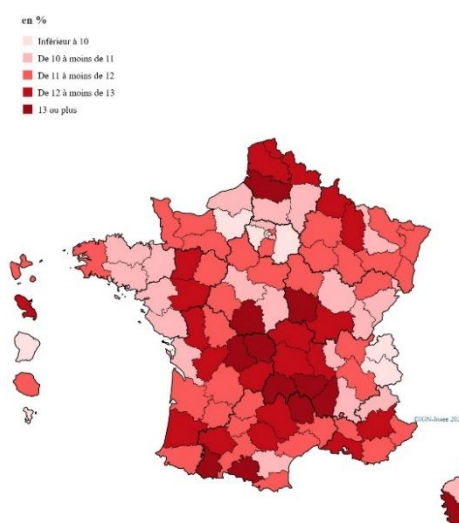 en %
Inférieur à 10
De 10 à moins de 11
De 11 à moins de 12
De 12 à moins de 13
13 ou plus